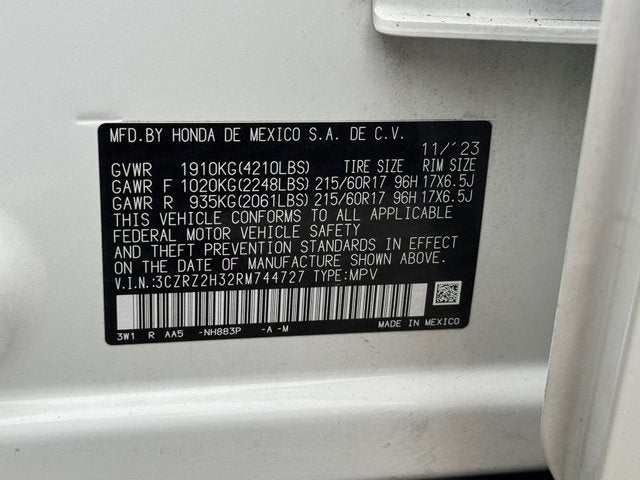 MFD.BY HONDA DE MEXICO S.A. DE C.V.
11/´23
GVWR 1910KG(4210LBS) TIRE SIZE RIM SIZE
GAWR F 1020KG(2248LBS) 215/60R17 96H 17X6.5J
GAWR R 935KG(2061LBS) 215/60R17 96H 17X6.5J
THIS VEHICLE CONFORMS TO ALL APPLICABLE
FEDERAL MOTOR VEHICLE SAFETY
AND THEFT PREVENTION STANDARDS IN EFFECT
ON THE DATE OF MANUFACTURE SHOWN ABOVE.
V.I.N.:3CZRZ2H32RM744727 TYPE:MPV
3W1 R AA5 -NH883P -A -M MADE IN MEXICO